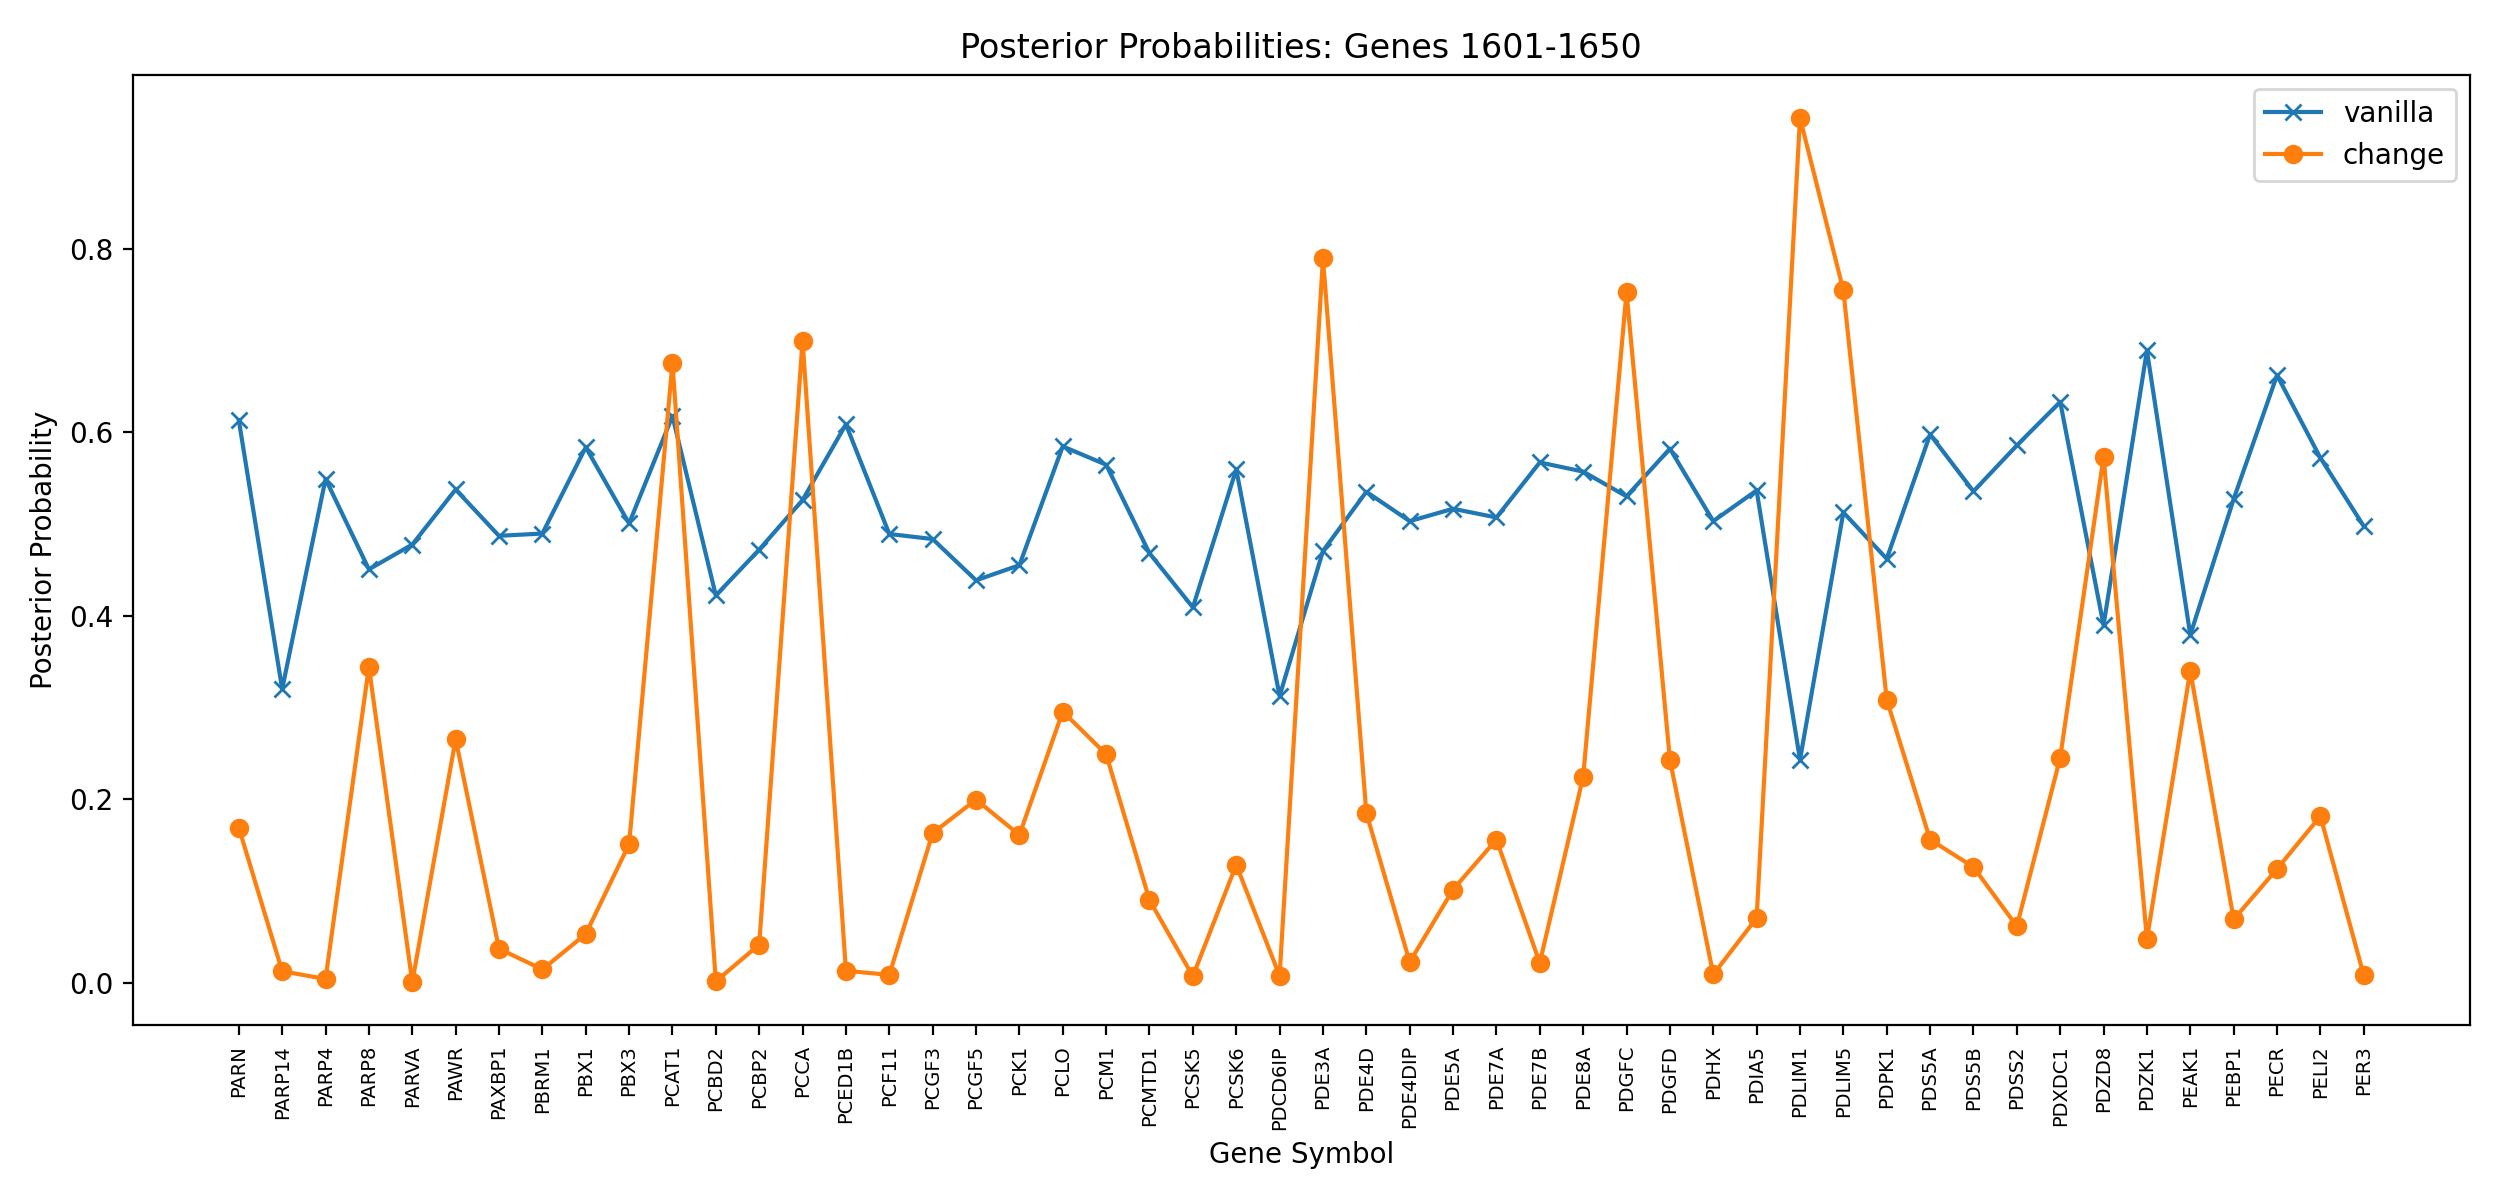 Posterior Probabilities: Genes 1601-1650
vanilla
change
Posterior Probability
0.8
0.6
0.4
0.2
0.0
PARN
PARP14
PARP4
PARP8
PARVA
PAWR
PAXBP1
PBRM1
PBX1
PBX3
PCAT1
PCBD2
PCBP2
PCCA
PCED1B
PCF11
PCGF3
PCGF5
PCK1
PCLO
PCM1
PCMTD1
PCSK5
PCSK6
PDCD6IP
PDE3A
PDE4D
PDE4DIP
PDE5A
PDE7A
PDE7B
PDE8A
PDGFC
PDGFD
PDHX
PDIA5
PDLIM1
PDLIM5
PDPK1
PDS5A
PDS5B
PDSS2
PDXDC1
PDZD8
PDZK1
PEAK1
PEBP1
PECR
PELI2
PER3
Gene Symbol